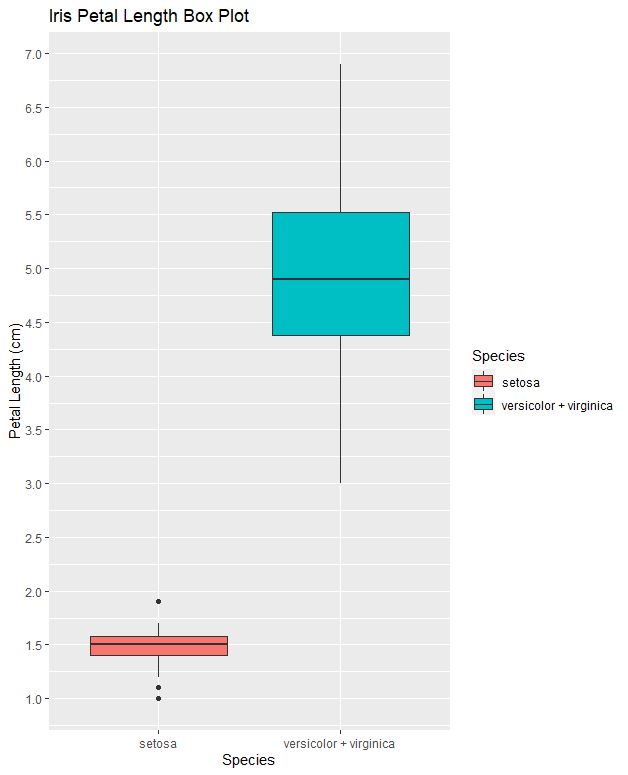 Iris Petal Length Box Plot
Petal Length (cm)
7.0
6.5
6.0
5.5
5.0
4.5
4.0
3.5
3.0
2.5
2.0
1.5
1.0
setosa
versicolor + virginica
Species
Species
setosa
versicolor + virginica